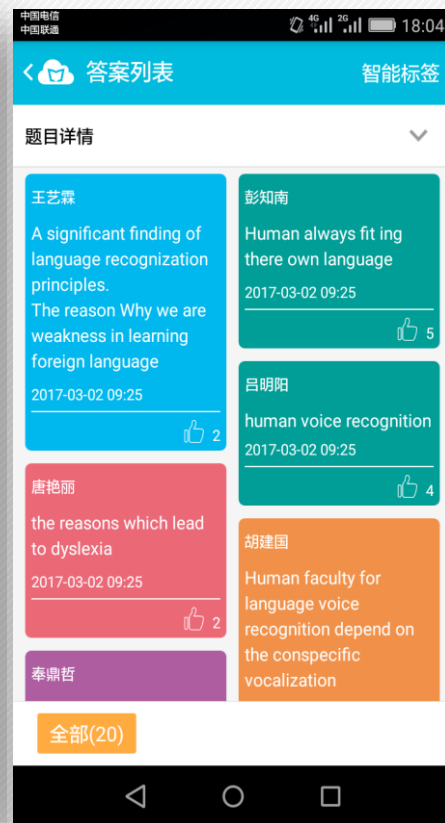 中国电信
中国联通
4G
2G
18:04
答案列表
智能标签
题目详情
王艺霖
A significant finding of
language recognization
principles.
The reason Why we are
weakness in learning
foreign language
2017-03-02 09:25
2
唐艳丽
the reasons which lead
to dyslexia
2017-03-02 09:25
2
奉鼎哲
彭知南
Human always fit ing
there own language
2017-03-02 09:25
5
吕明阳
human voice recognition
2017-03-02 09:25
4
胡建国
Human faculty for
language voice
recognition depend on
the conspecific
vocalization
全部(20)